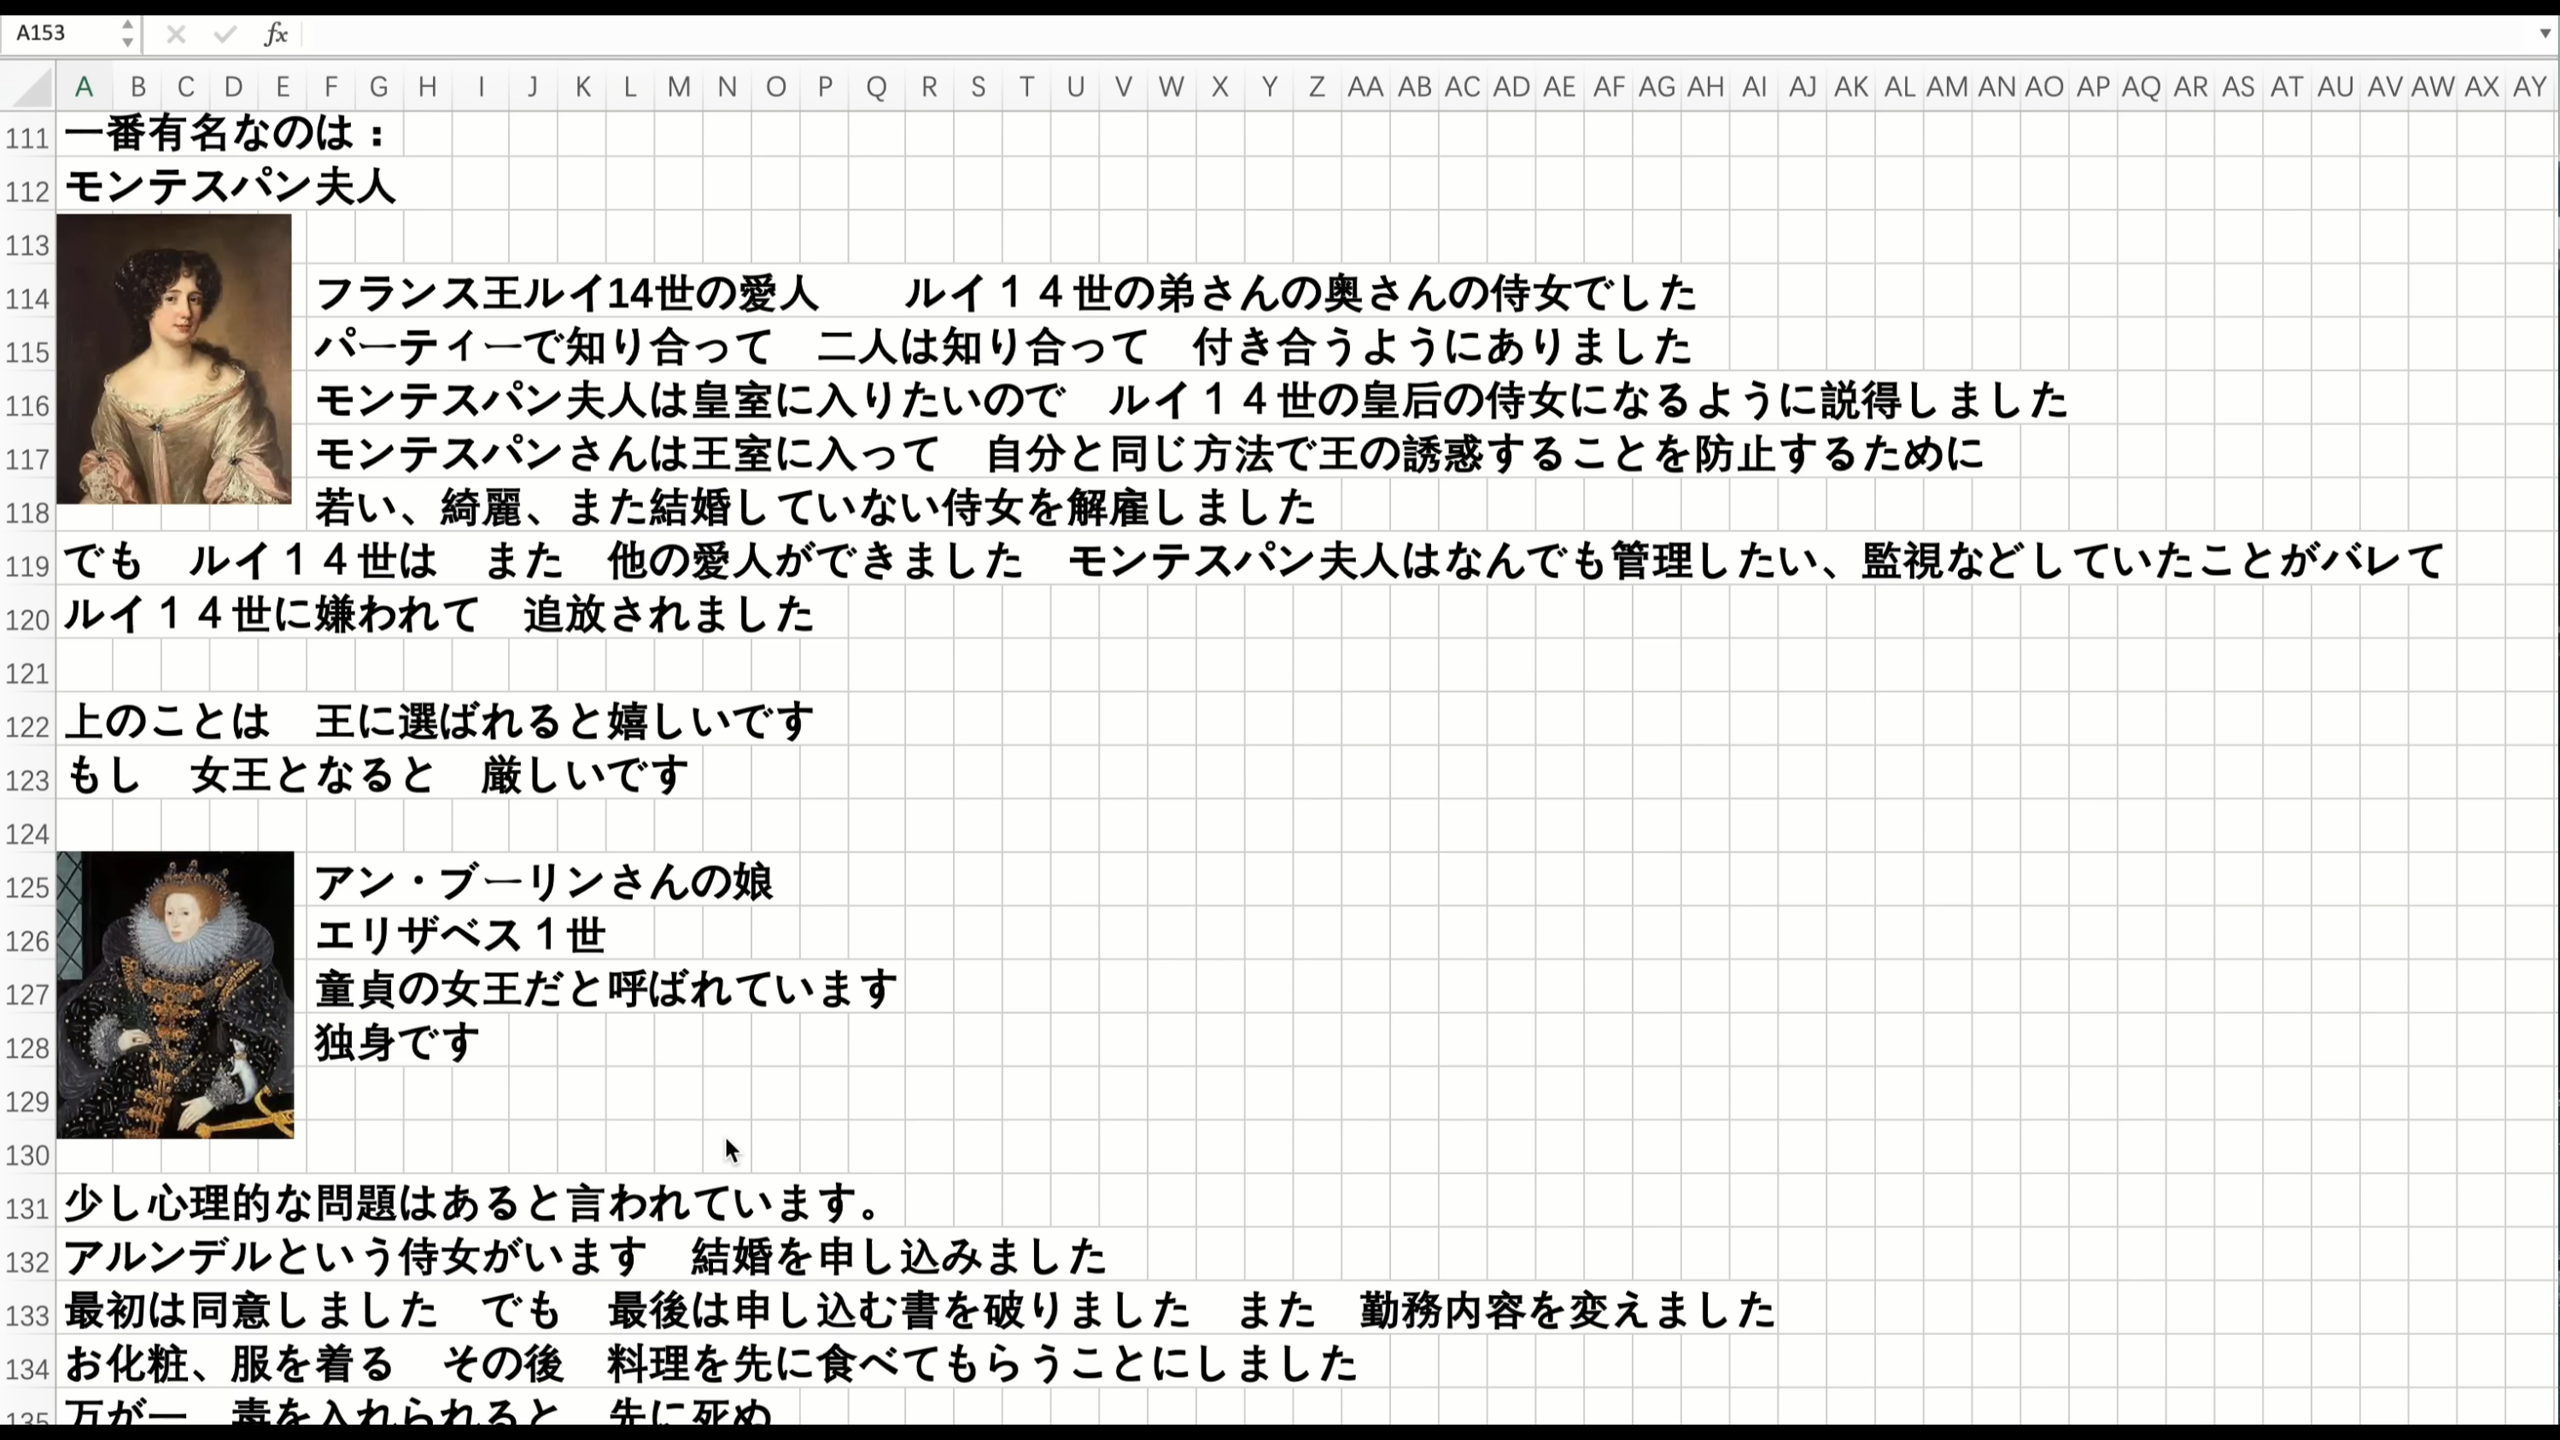 A153
fx
A B C D E F G H I J K L M N O P Q R S T U V W X Y Z AA AB AC AD AE AF AG AH AI AJ AK AL AM AN AO AP AQ AR AS AT AU AV AW AX AY
111 一番有名なのは：
112 モンテスパン夫人
113
114 フランス王ルイ14世の愛人　　ルイ１４世の弟さんの奥さんの侍女でした
115 パーティーで知り合って　二人は知り合って　付き合うようにありました
116 モンテスパン夫人は皇室に入りたいので　ルイ１４世の皇后の侍女になるように説得しました
117 モンテスパンさんは王室に入って　自分と同じ方法で王の誘惑することを防止するために
118 若い、綺麗、また結婚していない侍女を解雇しました
119 でも　ルイ１４世は　また　他の愛人ができました　モンテスパン夫人はなんでも管理したい、監視などしていたことがバレて
120 ルイ１４世に嫌われて　追放されました
121
122 上のことは　王に選ばれると嬉しいです
123 もし　女王となると　厳しいです
124
125 アン・ブーリンさんの娘
126 エリザベス１世
127 童貞の女王だと呼ばれています
128 独身です
129
130
131 少し心理的な問題はあると言われています。
132 アルンデルという侍女がいます　結婚を申し込みました
133 最初は同意しました　でも　最後は申し込む書を破りました　また　勤務内容を変えました
134 お化粧、服を着る　その後　料理を先に食べてもらうことにしました
135 万が一　毒を入れられると　先に死ぬ